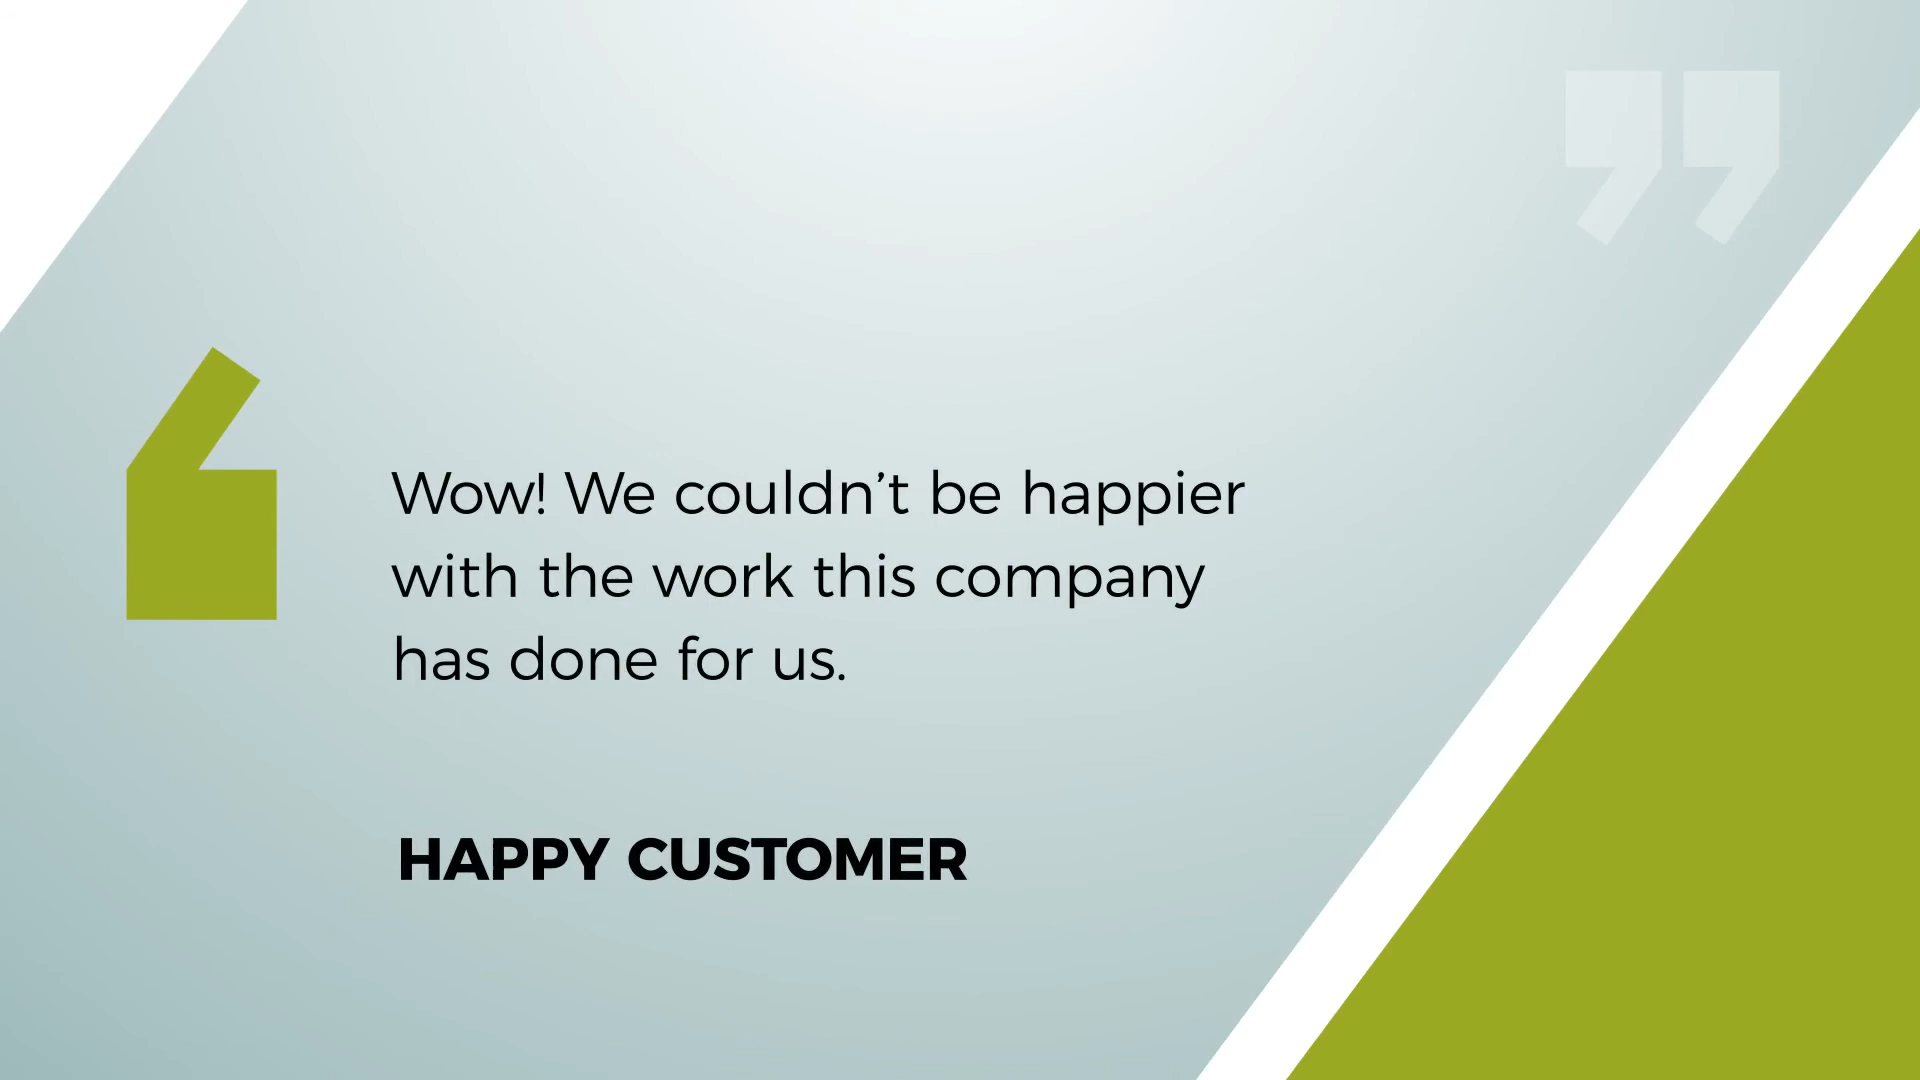 Wow! We couldn’t be happier
with the work this company
has done for us.
HAPPY CUSTOMER